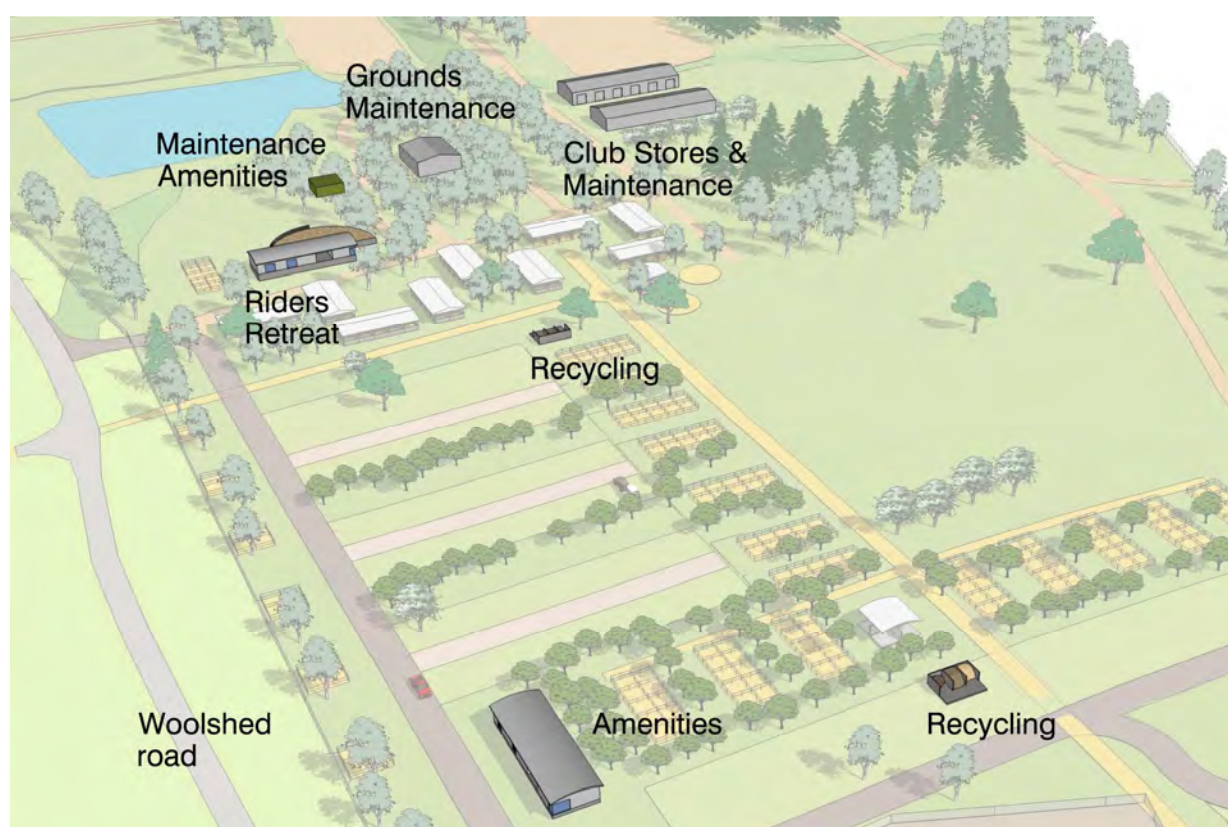 Grounds
Maintenance
Maintenance
Amenities
Club Stores &
Maintenance
Riders
Retreat
Recycling
Woolshed
road
Amenities
Recycling